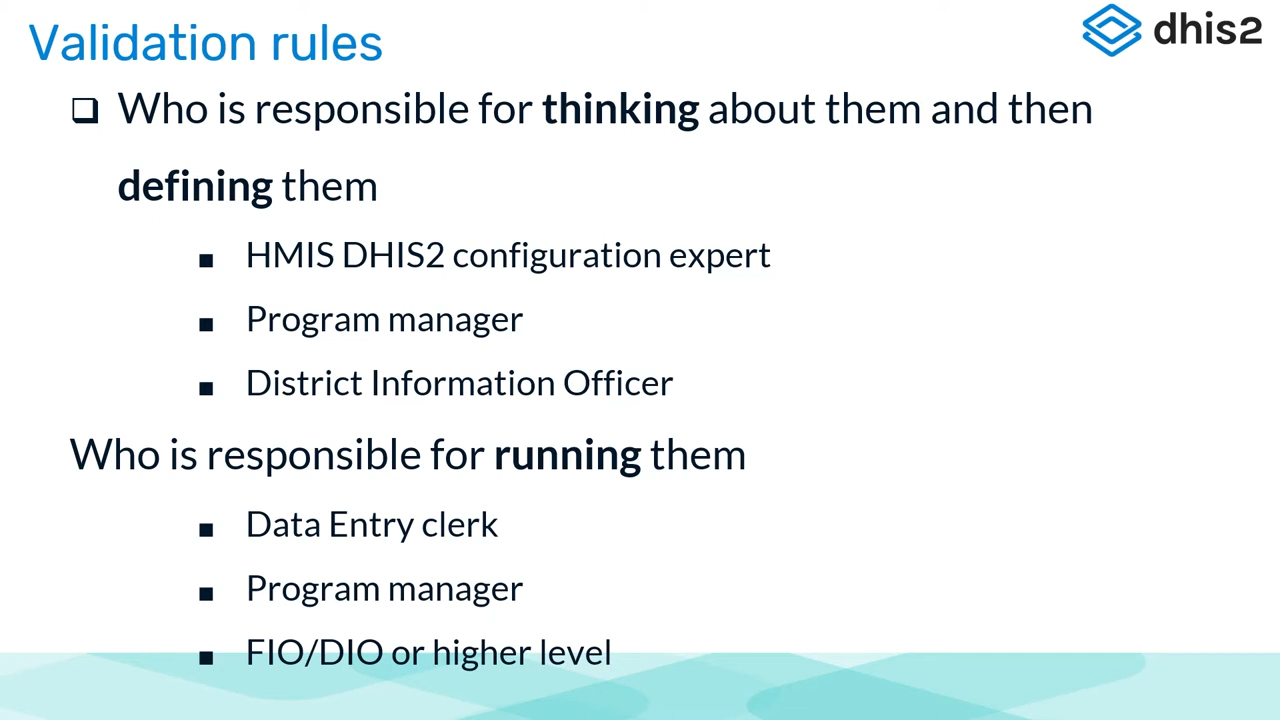 Validation rules
dhis2
❑ Who is responsible for thinking about them and then
defining them
▪ HMIS DHIS2 configuration expert
▪ Program manager
▪ District Information Officer
Who is responsible for running them
▪ Data Entry clerk
▪ Program manager
▪ FIO/DIO or higher level